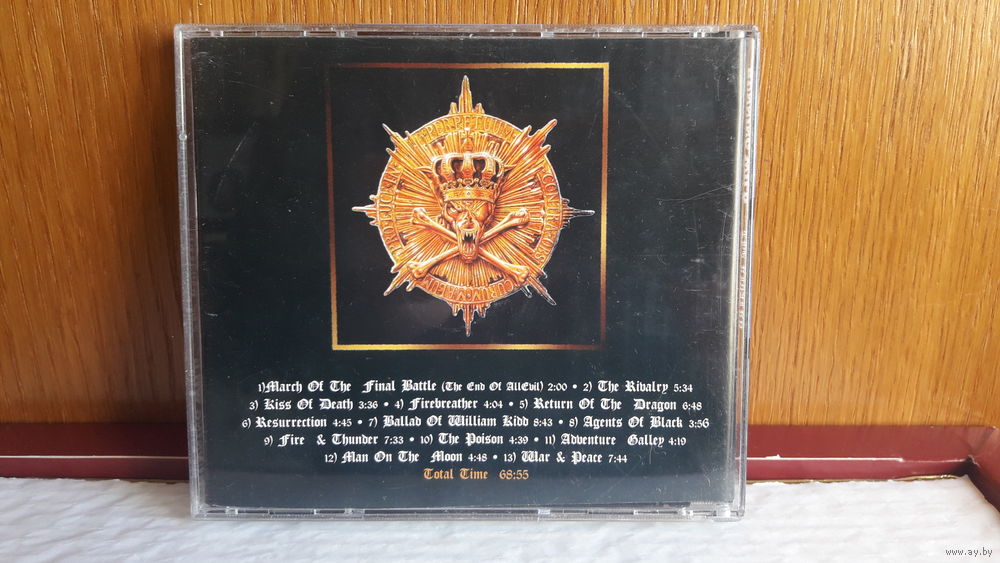 1)March Of The Final Battle (The End Of AllEvil) 2:00 • 2) The Rivalry 5:34
3) Kiss Of Death 3:36 • 4) Firebreather 4:04 • 5) Return Of The Dragon 6:48
6) Resurrection 4:45 • 7) Ballad Of William Kidd 8:43 • 8) Agents Of Black 3:56
9) Fire & Thunder 7:33 • 10) The Poison 4:39 • 11) Adventure Galley 4:19
12) Man On The Moon 4:48 • 13) War & Peace 7:44
Total Time 68:55
www.ay.by